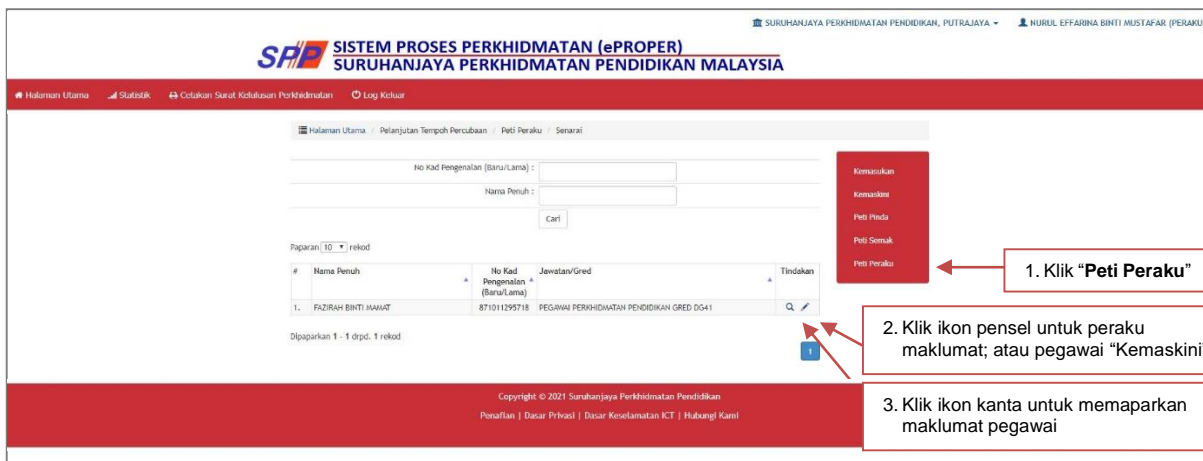 SURUHANJAYA PERKHIDMATAN PENDIDIKAN, PUTRAJAYA
NURUL EFFARINA BINTI MUSTAFAR (PERAKU
SPP
SISTEM PROSES PERKHIDMATAN (ePROPER)
SURUHANJAYA PERKHIDMATAN PENDIDIKAN MALAYSIA
Halaman Utama Statistik Cetakan Surat Kelulusan Perkhidmatan Log Keluar
Halaman Utama / Pelanjutan Tempoh Percubaan / Peti Peraku / Senarai
No Kad Pengenalan (Baru/Lama) :
Nama Penuh :
Cari
Kemasukan
Kemaskini
Peti Pinda
Peti Semak
Peti Peraku
1. Klik “Peti Peraku”
Paparan 10 rekod
# Nama Penuh No Kad Pengenalan (Baru/Lama) Jawatan/Gred Tindakan
1. FAZIRAH BINTI MAMAT 871011295718 PEGAWAI PERKHIDMATAN PENDIDIKAN GRED DG41
Dipaparkan 1 - 1 drpd. 1 rekod
1
2. Klik ikon pensel untuk peraku
maklumat; atau pegawai “Kemaskini”
3. Klik ikon kanta untuk memaparkan
maklumat pegawai
Copyright © 2021 Suruhanjaya Perkhidmatan Pendidikan
Penafian | Dasar Privasi | Dasar Keselamatan ICT | Hubungi Kami